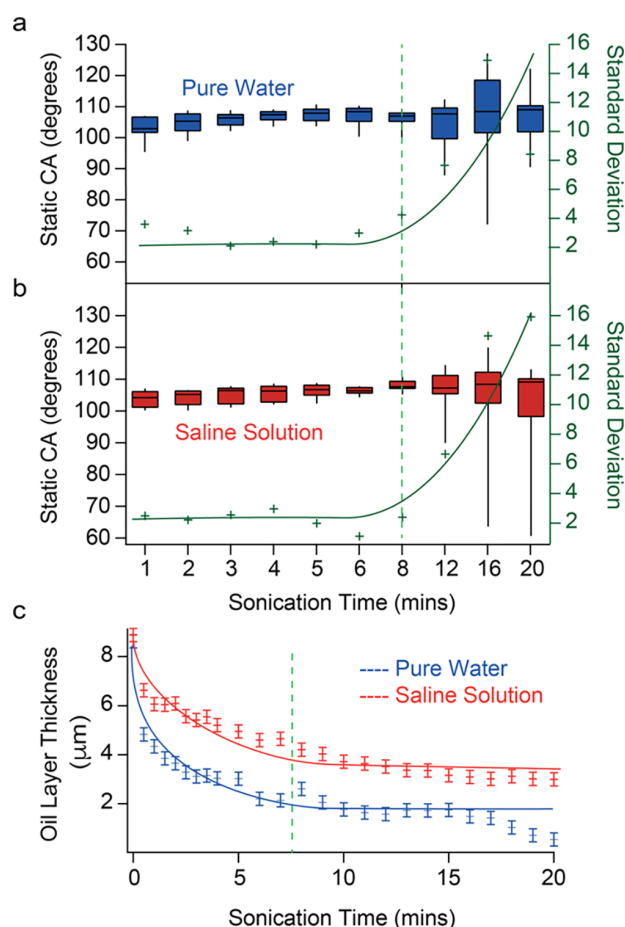 a
130
120
110
100
90
80
70
60
Static CA (degrees)
Pure Water
16
14
12
10
8
6
4
2
Standard Deviation
b
130
120
110
100
90
80
70
60
Static CA (degrees)
Saline Solution
16
14
12
10
8
6
4
2
Standard Deviation
1 2 3 4 5 6 8 12 16 20
Sonication Time (mins)
c
8
6
4
2
Oil Layer Thickness
(μm)
Pure Water
Saline Solution
0 5 10 15 20
Sonication Time (mins)